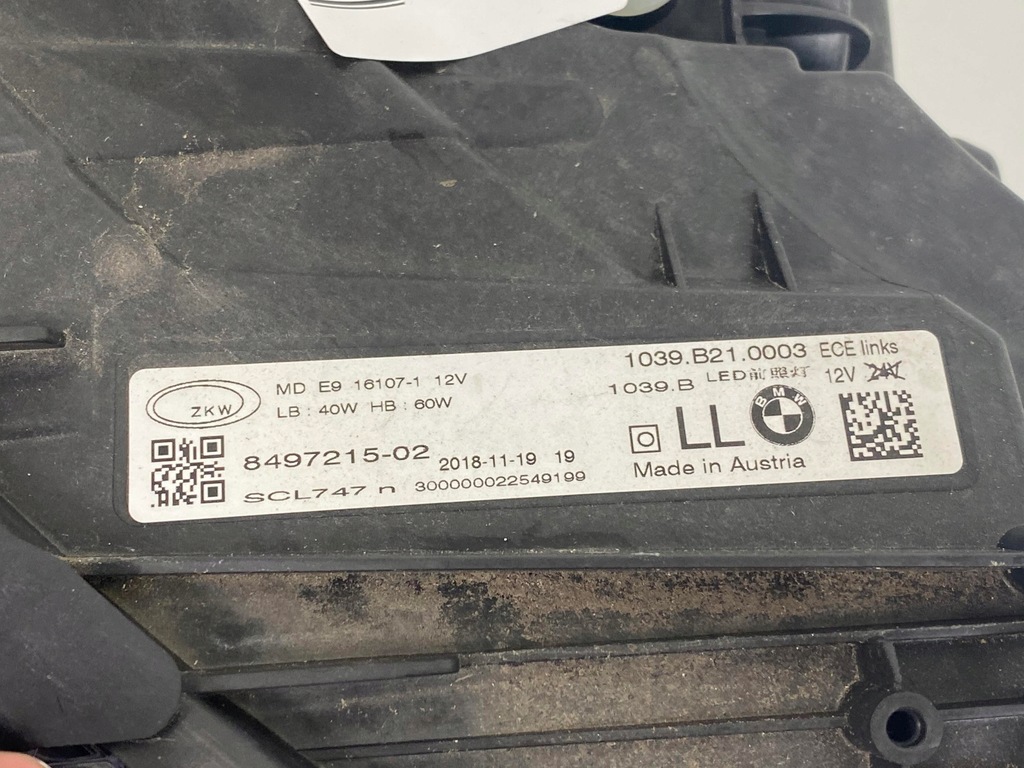 ZKW
MD E9 16107-1 12V
LB : 40W HB : 60W
8497215-02 2018-11-19 19
SCL747 n 300000022549199
1039.B21.0003 ECE links
1039.B LED前照灯 12V 24V
LL BMW
Made in Austria